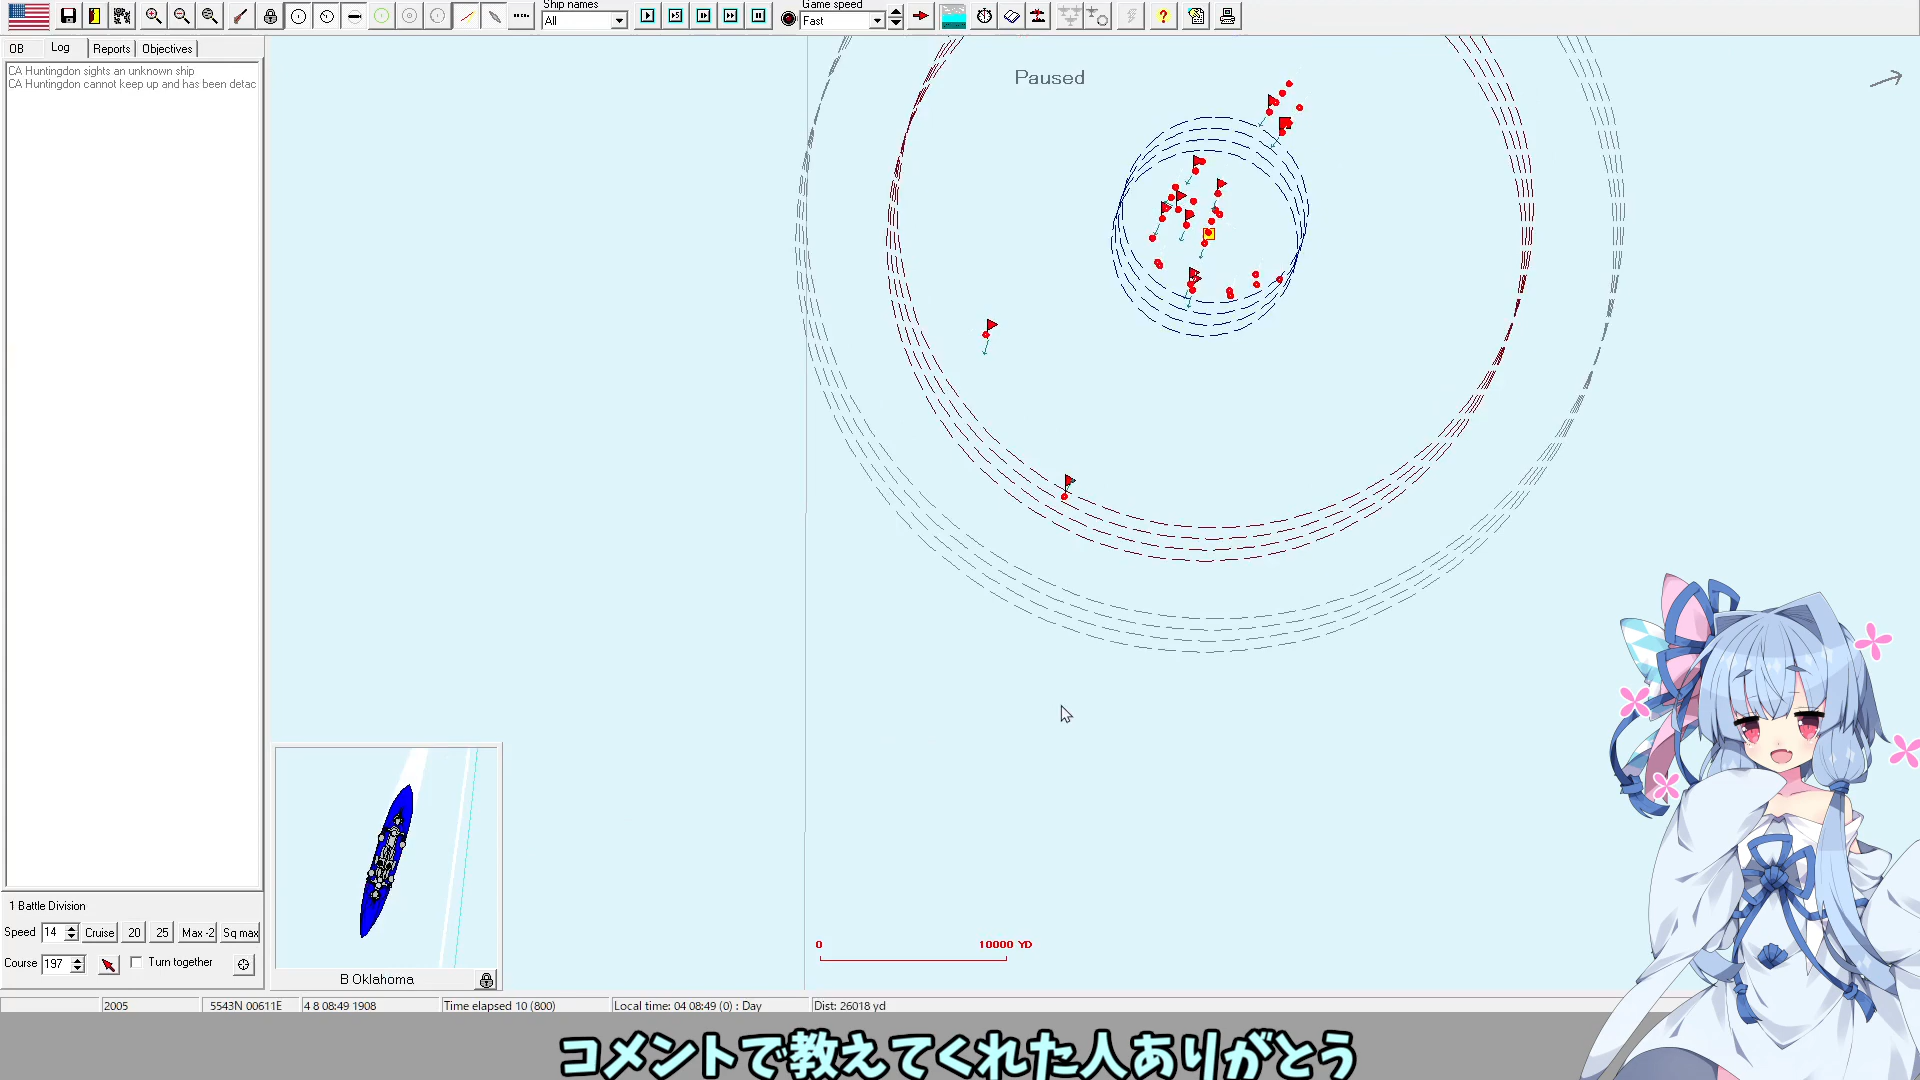 Ship names
All
Game speed
Fast
OB
Log
Reports
Objectives
CA Huntingdon sights an unknown ship
CA Huntingdon cannot keep up and has been detac
Paused
0
10000 YD
1 Battle Division
Speed
14
Cruise
20
25
Max -2
Sq max
Course
197
Turn together
B Oklahoma
2005
5543N 00611E
4 8 08:49 1908
Time elapsed 10 (800)
Local time: 04 08:49 (0) : Day
Dist: 26018 yd
コメントで教えてくれた人ありがとう